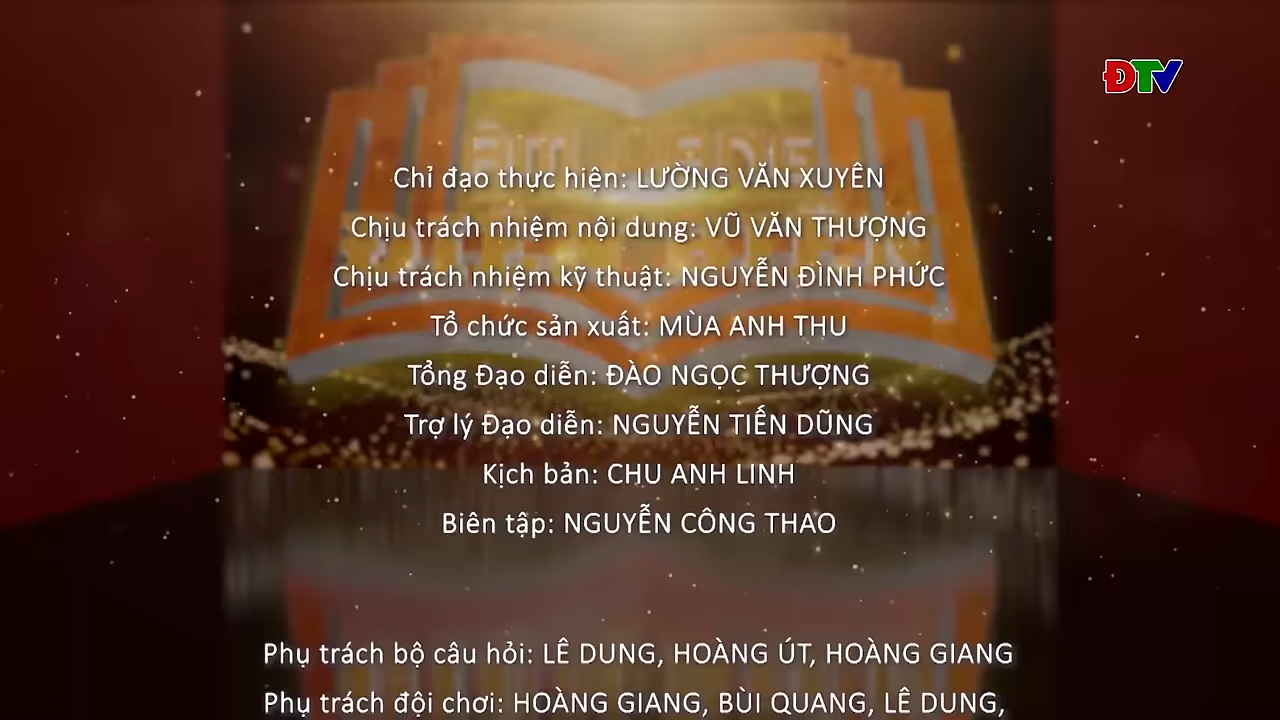 ĐTV
Chỉ đạo thực hiện: LƯỜNG VĂN XUYÊN
Chịu trách nhiệm nội dung: VŨ VĂN THƯỢNG
Chịu trách nhiệm kỹ thuật: NGUYỄN ĐÌNH PHỨC
Tổ chức sản xuất: MÙA ANH THU
Tổng Đạo diễn: ĐÀO NGỌC THƯỢNG
Trợ lý Đạo diễn: NGUYỄN TIẾN DŨNG
Kịch bản: CHU ANH LINH
Biên tập: NGUYỄN CÔNG THAO
Phụ trách bộ câu hỏi: LÊ DUNG, HOÀNG ÚT, HOÀNG GIANG
Phụ trách đội chơi: HOÀNG GIANG, BÙI QUANG, LÊ DUNG,